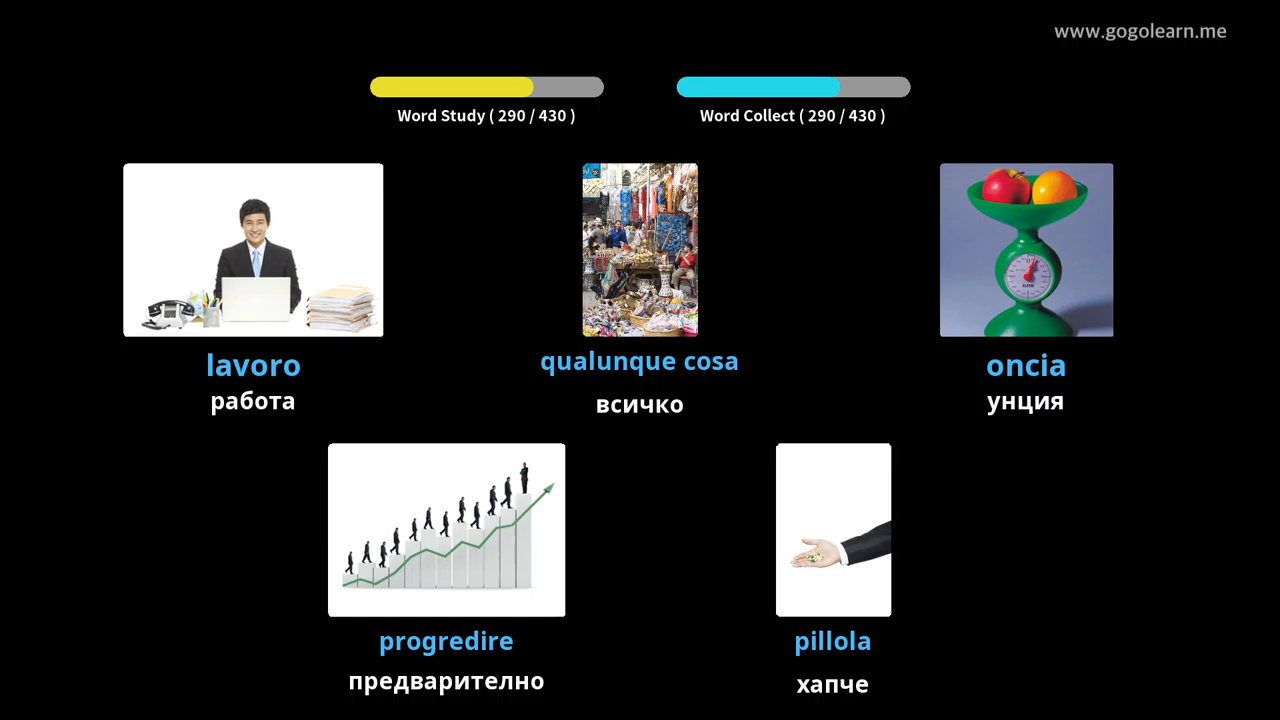 www.gogolearn.me
Word Study ( 290 / 430 )
Word Collect ( 290 / 430 )
lavoro
работа
qualunque cosa
всичко
oncia
унция
progredire
предварително
pillola
хапче